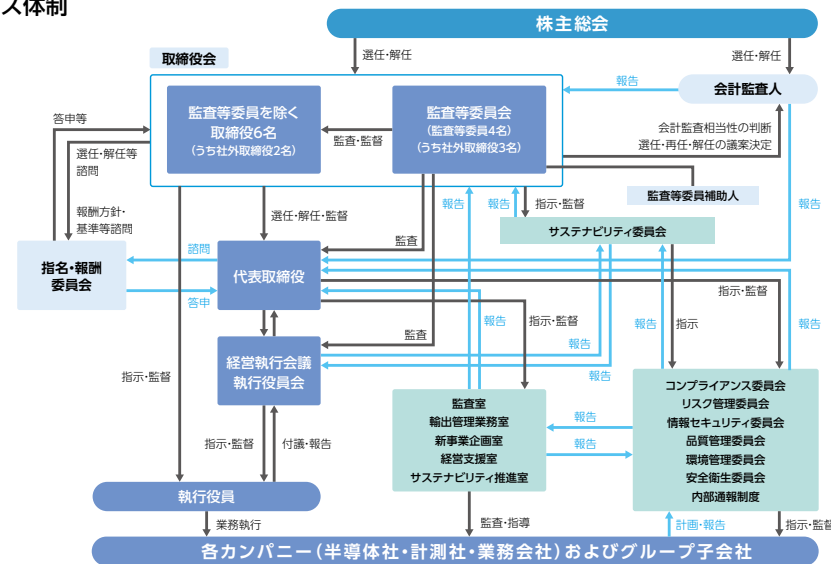 ス体制
株主総会
選任・解任
選任・解任
取締役会
報告
会計監査人
監査等委員を除く
取締役6名
(うち社外取締役2名)
監査・監督
監査等委員会
(監査等委員4名)
(うち社外取締役3名)
答申等
選任・解任等
諮問
会計監査相当性の判断
選任・再任・解任の議案決定
監査等委員補助人
報酬方針・
基準等諮問
選任・解任・監督
報告
報告
指示・監督
報告
サステナビリティ委員会
監査
指名・報酬
委員会
諮問
答申
代表取締役
指示・監督
報告
指示・監督
報告
指示
報告
監査
報告
報告
経営執行会議
執行役員会
指示・監督
監査室
輸出管理業務室
新事業企画室
経営支援室
サステナビリティ推進室
報告
報告
コンプライアンス委員会
リスク管理委員会
情報セキュリティ委員会
品質管理委員会
環境管理委員会
安全衛生委員会
内部通報制度
指示・監督
付議・報告
執行役員
業務執行
監査・指導
計画・報告
指示・監督
各カンパニー(半導体社・計測社・業務会社)およびグループ子会社